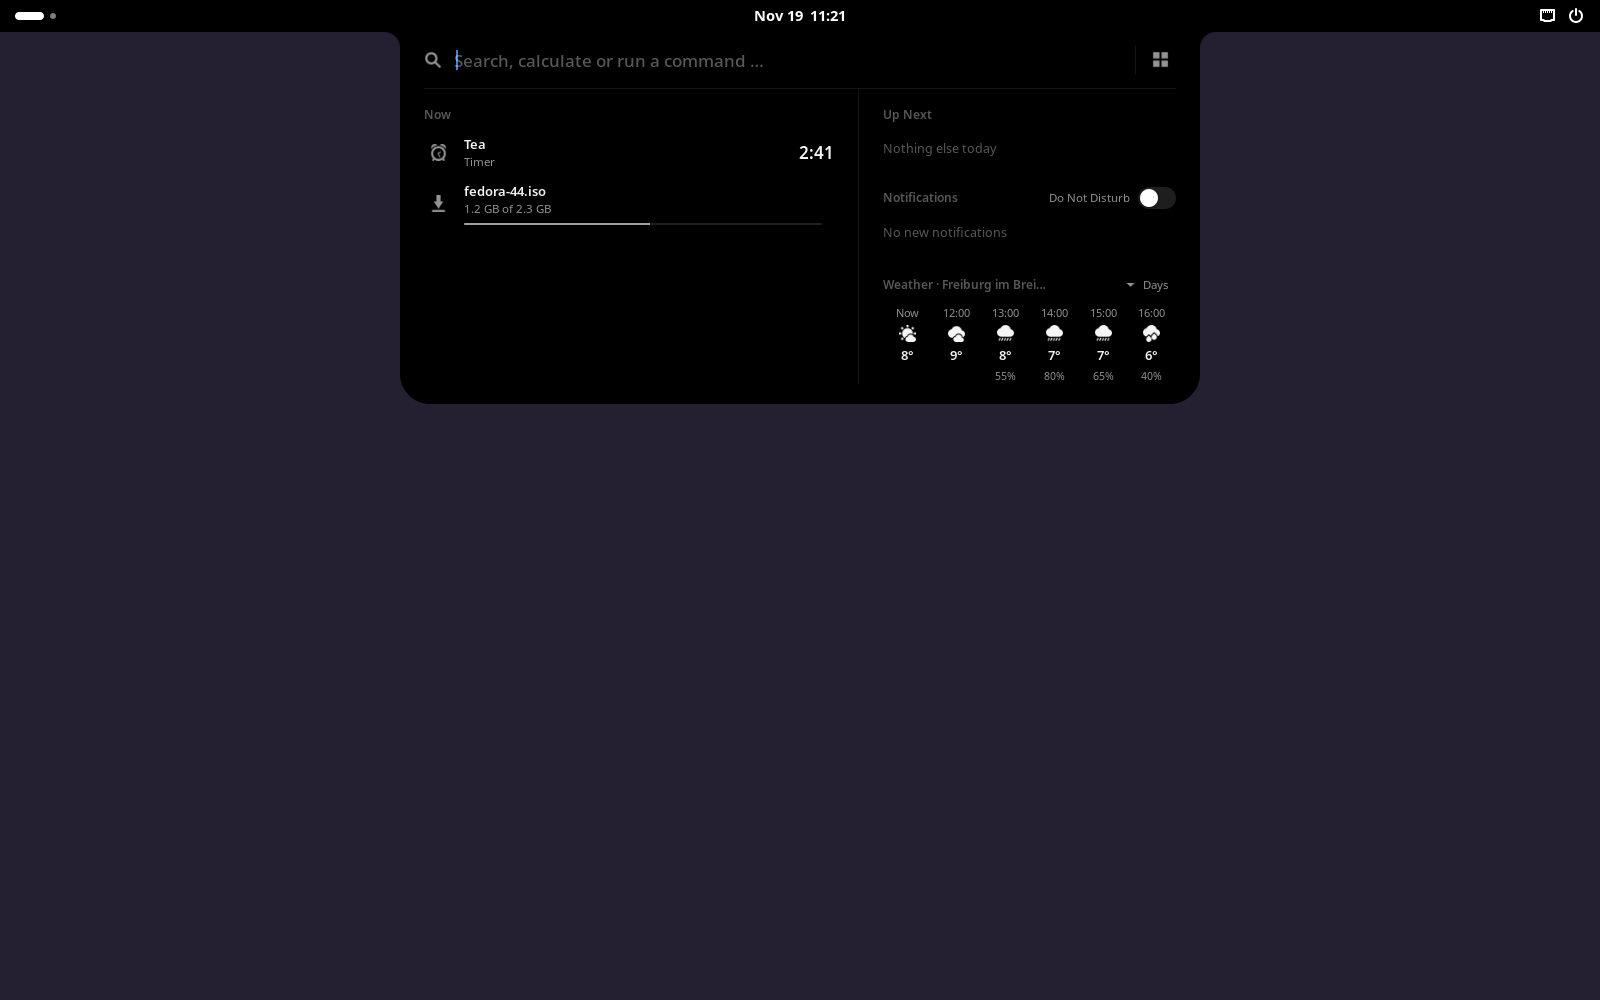 Nov 19 11:21
Search, calculate or run a command ...
Now
Tea
Timer
2:41
fedora-44.iso
1.2 GB of 2.3 GB
Up Next
Nothing else today
Notifications
Do Not Disturb
No new notifications
Weather · Freiburg im Brei...
Days
Now 12:00 13:00 14:00 15:00 16:00
8° 9° 8° 7° 7° 6°
55% 80% 65% 40%